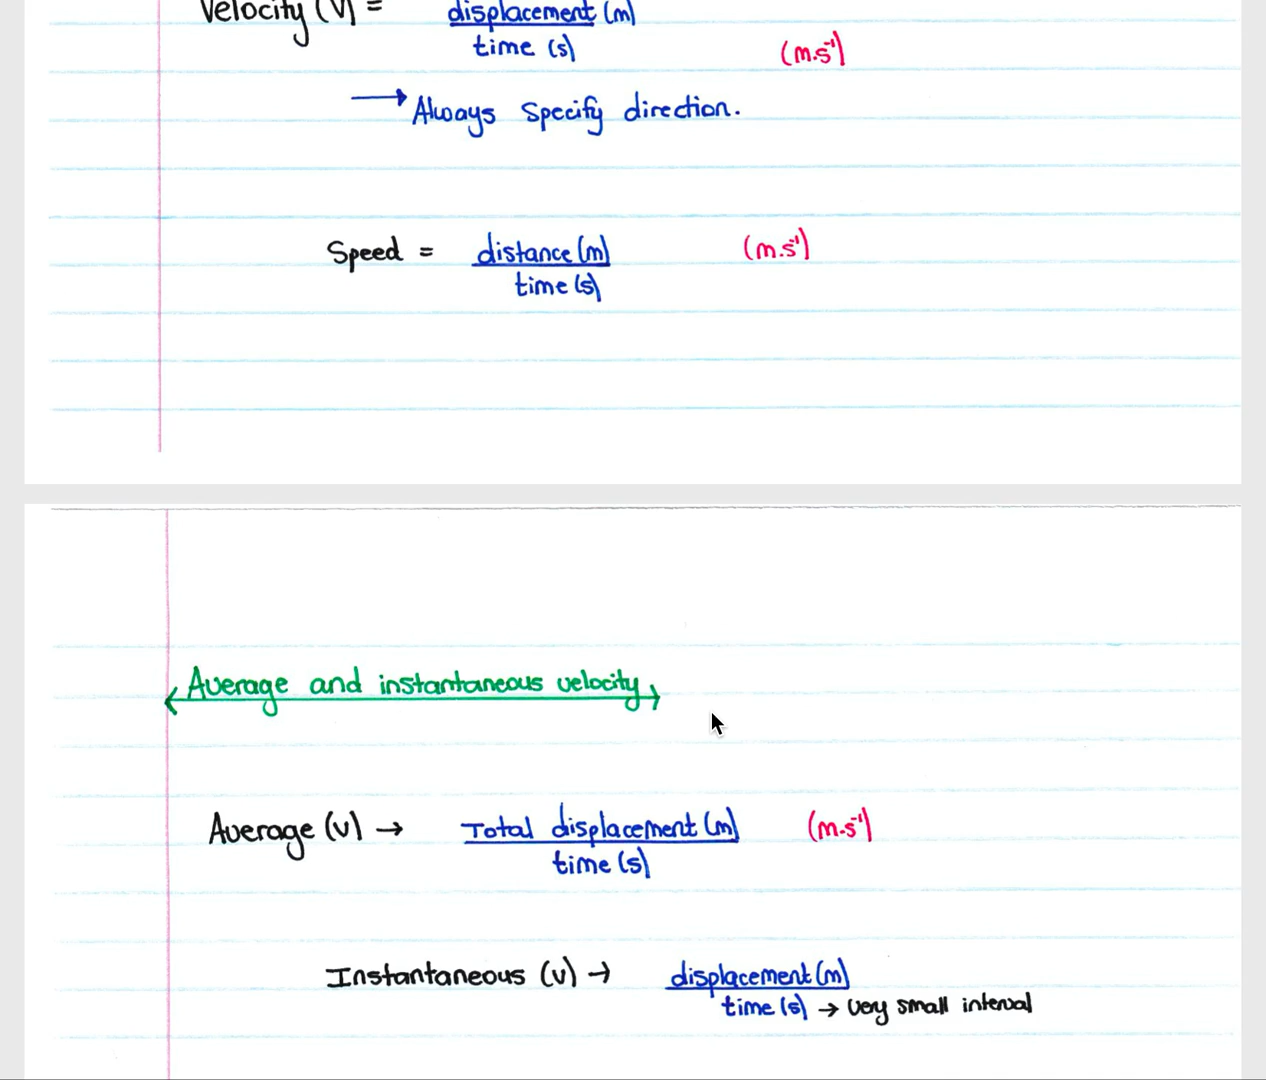 Velocity (V) = displacement (m)
time (s) (m.s⁻¹)
→ Always specify direction.
Speed = distance (m) (m.s⁻¹)
time (s)
Average and instantaneous velocity
Average (v) → Total displacement (m) (m.s⁻¹)
time (s)
Instantaneous (v) → displacement (m)
time (s) → very small interval